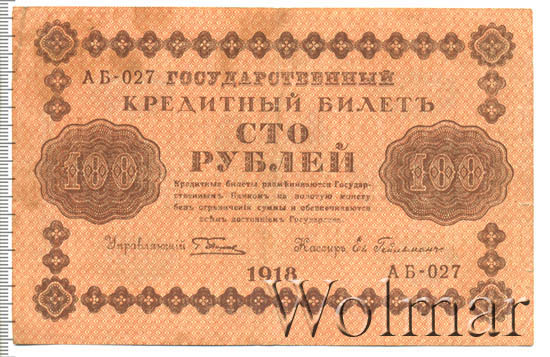 АБ-027 ГОСУДАРСТВЕННЫЙ
КРЕДИТНЫЙ БИЛЕТЪ
СТО
РУБЛЕЙ
100
100
Кредитные билеты размѣниваются Государ-
ственнымъ Банкомъ на золотую монету
безъ ограниченія суммы и обезпечиваются
всѣмъ достояніемъ Государства.
Управляющій
Кассиръ
1918
АБ-027
Wolmar